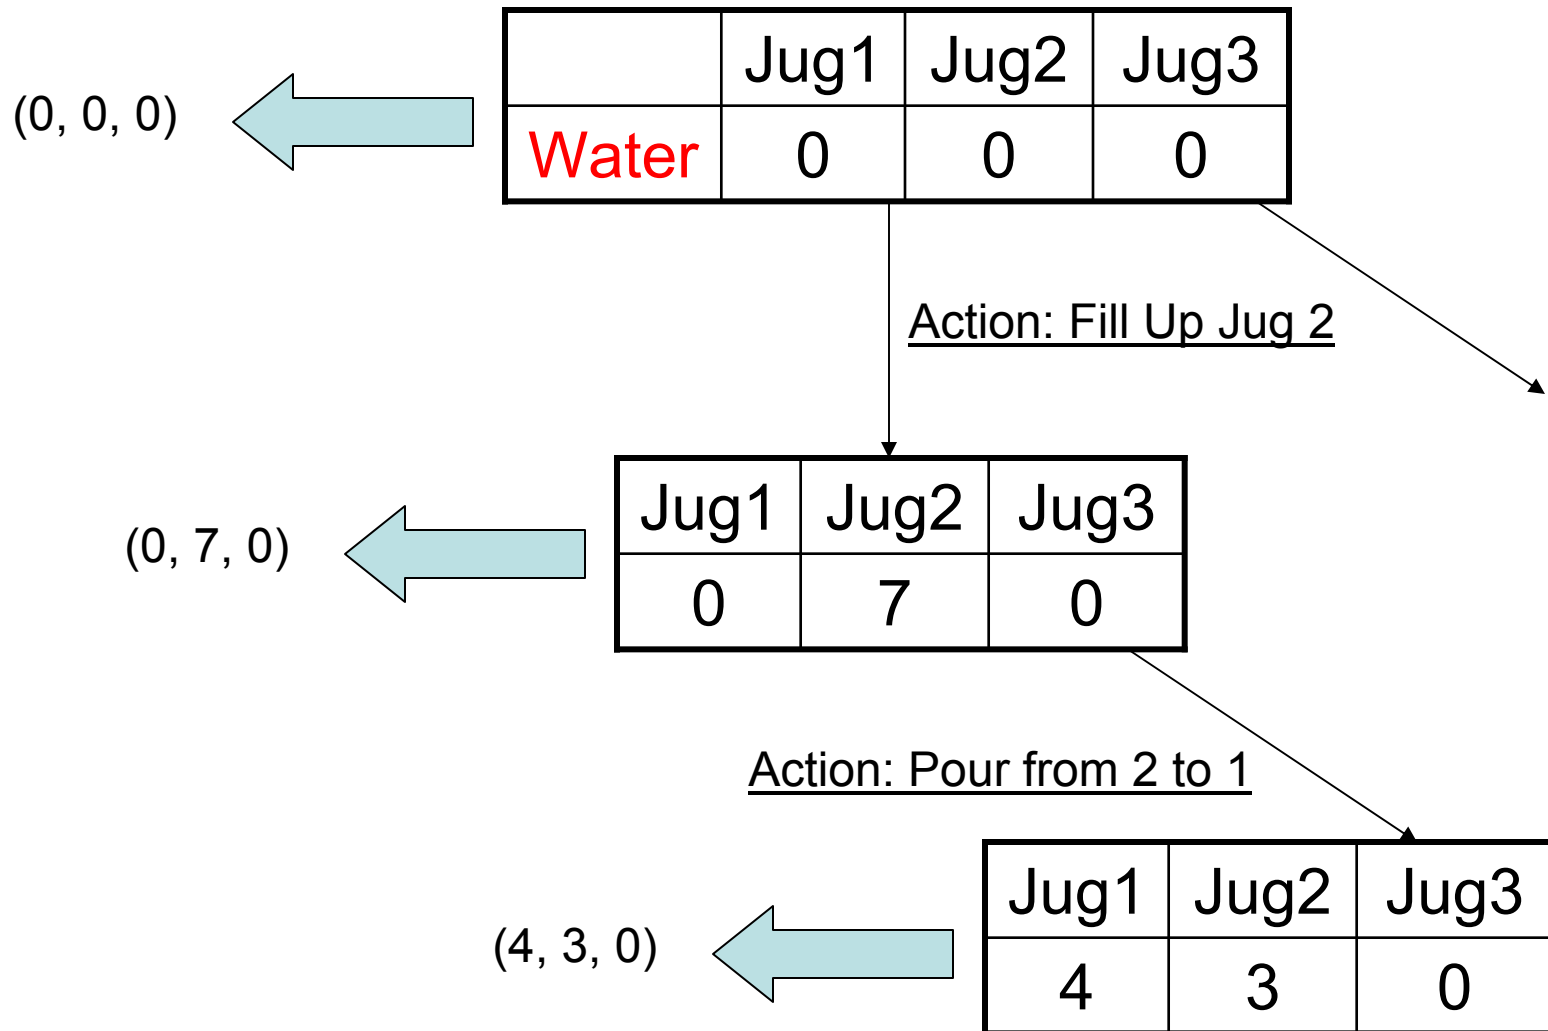 Jug1 Jug2 Jug3
(0, 0, 0)
Water 0 0 0
Action: Fill Up Jug 2
Jug1 Jug2 Jug3
(0, 7, 0)
0 7 0
Action: Pour from 2 to 1
Jug1 Jug2 Jug3
(4, 3, 0)
4 3 0